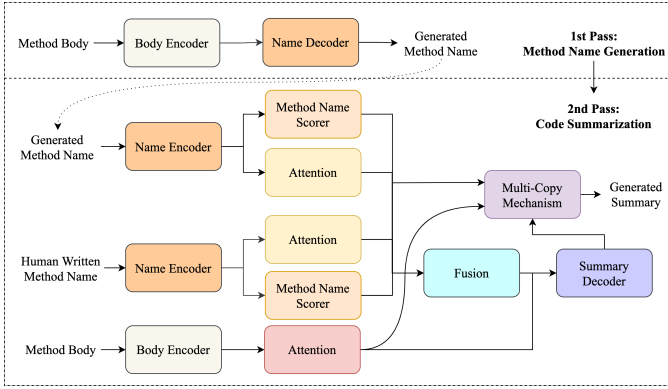 Method Body
Body Encoder
Name Decoder
Generated
Method Name
1st Pass:
Method Name Generation
2nd Pass:
Code Summarization
Generated
Method Name
Name Encoder
Method Name
Scorer
Attention
Multi-Copy
Mechanism
Generated
Summary
Human Written
Method Name
Name Encoder
Attention
Method Name
Scorer
Fusion
Summary
Decoder
Method Body
Body Encoder
Attention